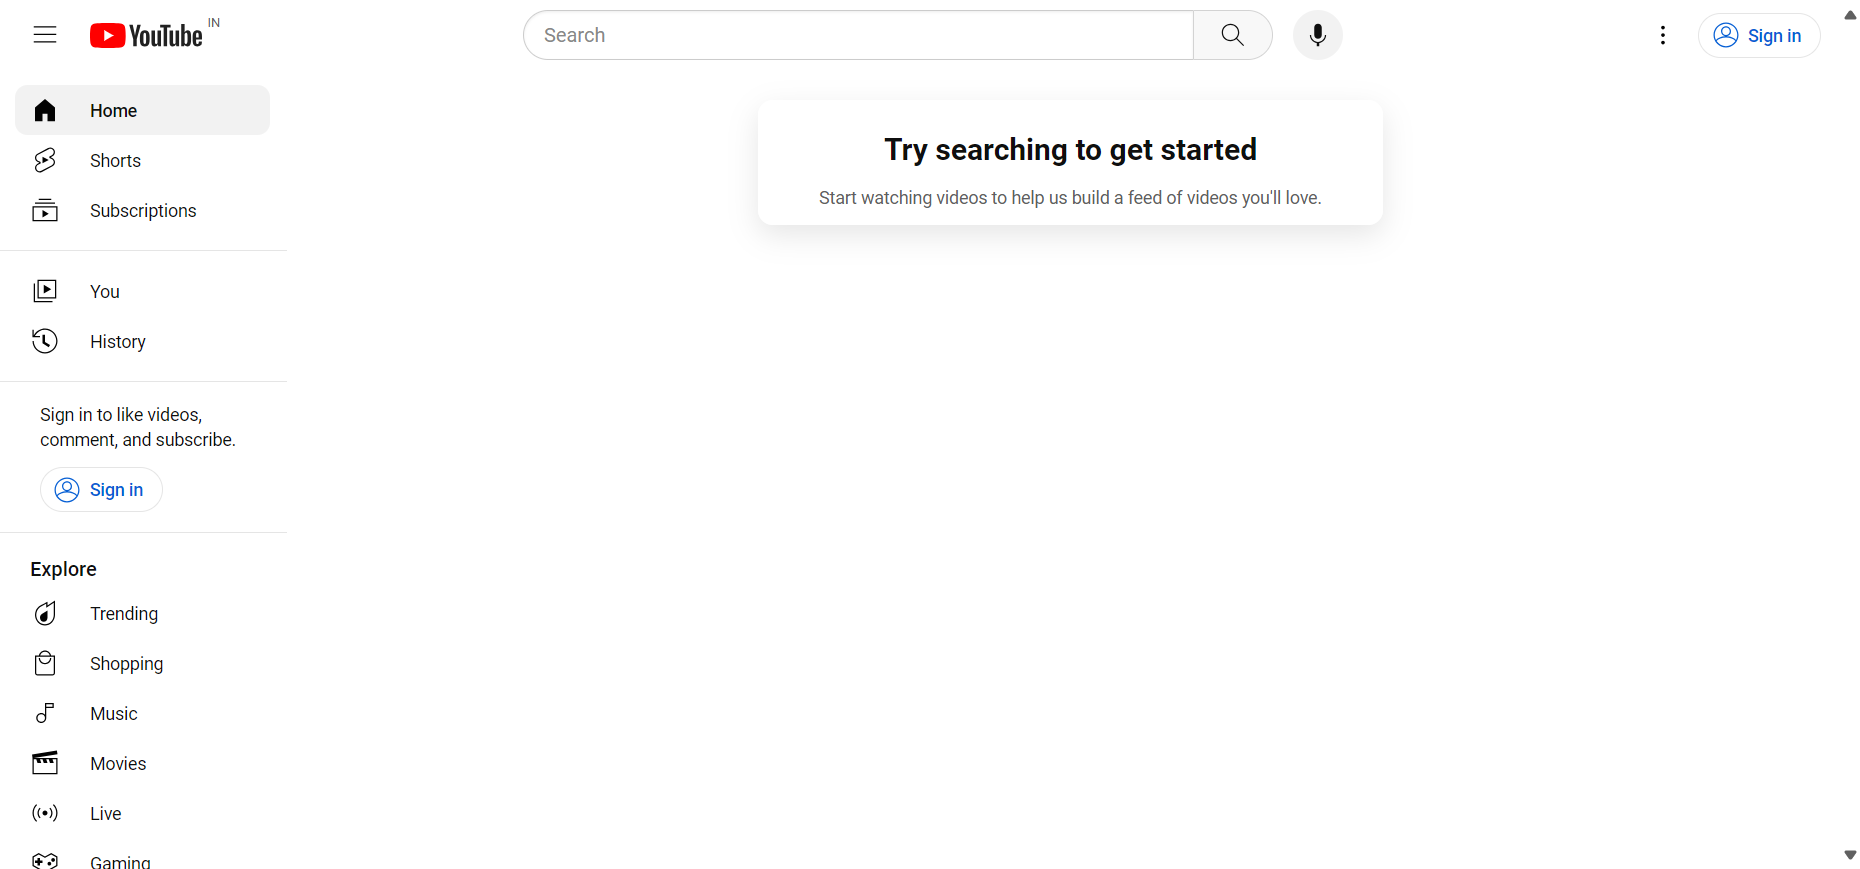 YouTube IN
Search
Sign in
Home
Shorts
Subscriptions
You
History
Sign in to like videos,
comment, and subscribe.
Sign in
Explore
Trending
Shopping
Music
Movies
Live
Gaming
Try searching to get started
Start watching videos to help us build a feed of videos you'll love.